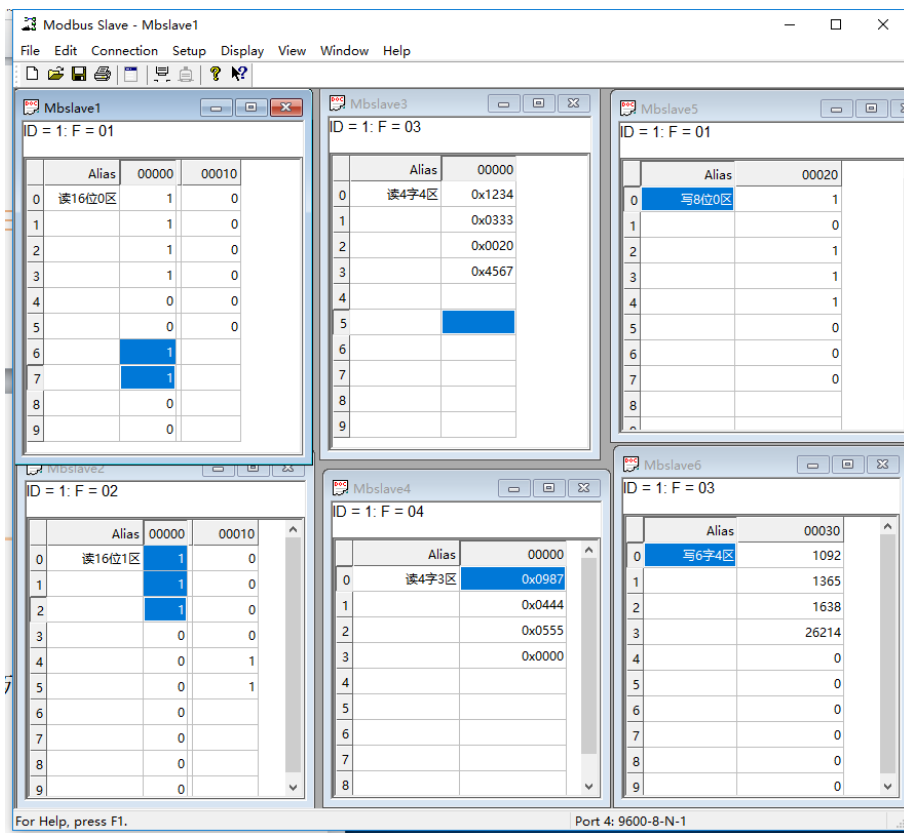 Modbus Slave - Mbslave1
File Edit Connection Setup Display View Window Help
Mbslave1
ID = 1: F = 01
Alias 00000 00010
0 读16位0区 1 0
1 1 0
2 1 0
3 1 0
4 0 0
5 0 0
6 1
7 1
8 0
9 0
Mbslave3
ID = 1: F = 03
Alias 00000
0 读4字4区 0x1234
1 0x0333
2 0x0020
3 0x4567
4
5
6
7
8
9
Mbslave5
ID = 1: F = 01
Alias 00020
0 写8位0区 1
1 0
2 1
3 1
4 1
5 0
6 0
7 0
8
Mbslave2
ID = 1: F = 02
Alias 00000 00010
0 读16位1区 1 0
1 1 0
2 1 0
3 0 0
4 0 1
5 0 1
6 0
7 0
8 0
9 0
Mbslave4
ID = 1: F = 04
Alias 00000
0 读4字3区 0x0987
1 0x0444
2 0x0555
3 0x0000
4
5
6
7
8
Mbslave6
ID = 1: F = 03
Alias 00030
0 写6字4区 1092
1 1365
2 1638
3 26214
4 0
5 0
6 0
7 0
8 0
9 0
For Help, press F1.
Port 4: 9600-8-N-1